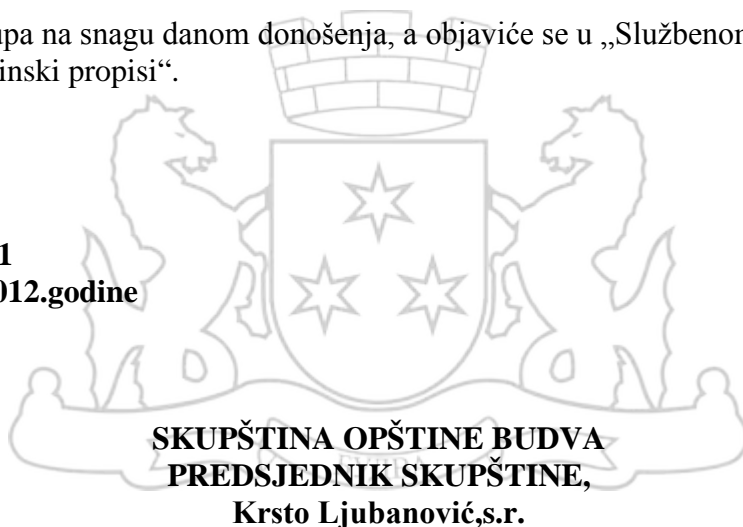 upa na snagu danom donošenja, a objaviće se u „Službenom
inski propisi“.
1
012.godine
SKUPŠTINA OPŠTINE BUDVA
PREDSJEDNIK SKUPŠTINE,
Krsto Ljubanović,s.r.